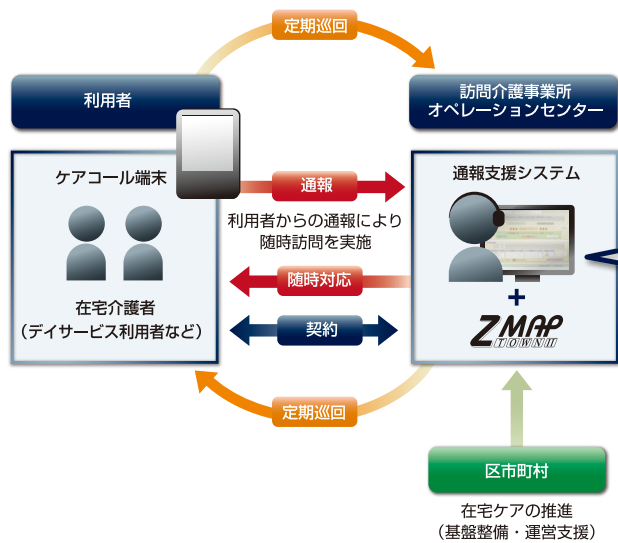 定期巡回
利用者
訪問介護事業所
オペレーションセンター
ケアコール端末
通報
利用者からの通報により
随時訪問を実施
随時対応
契約
在宅介護者
（デイサービス利用者など）
通報支援システム
+
ZMAP
TOWNII
定期巡回
区市町村
在宅ケアの推進
（基盤整備・運営支援）